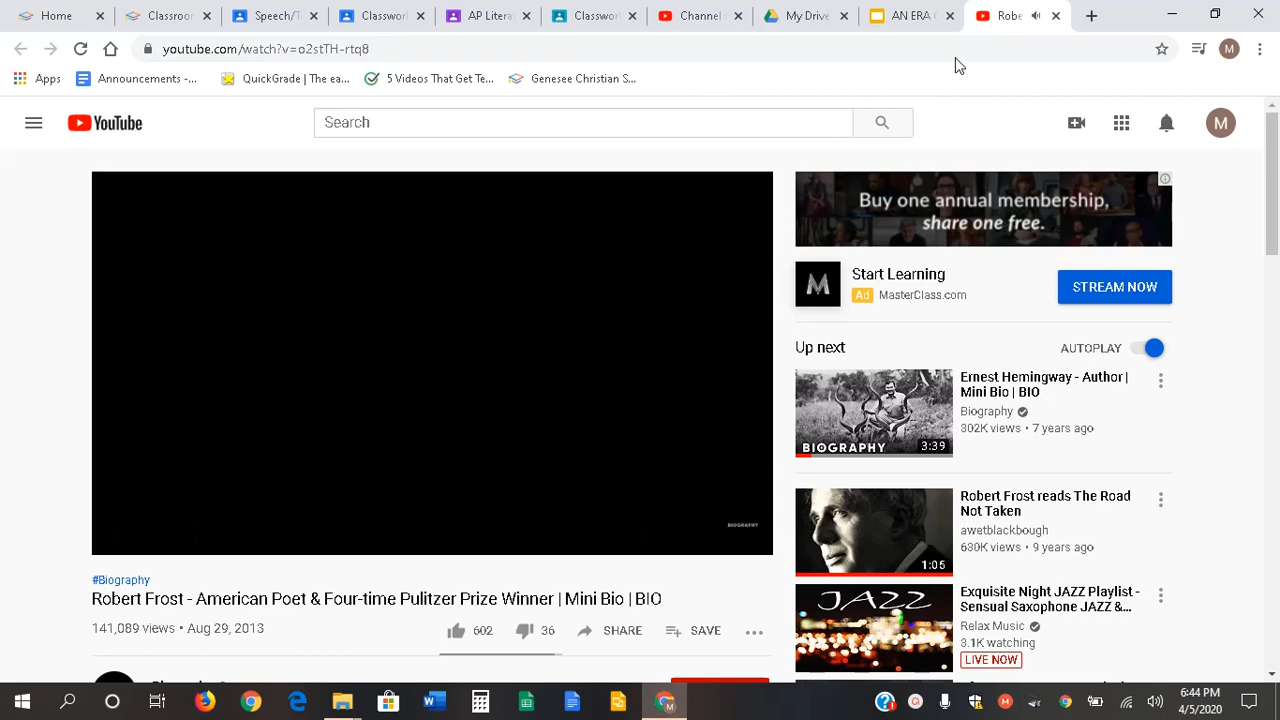 Spring
Home
Classwor
Classwor
AP Litera
Classwor
Channe
My Drive
AN ERA
Robe
youtube.com/watch?v=o2stTH-rtq8
M
Apps
Announcements -...
QuickGrade | The ea...
5 Videos That Get Te...
Genesee Christian S...
YouTube
Search
M
Buy one annual membership,
share one free.
M
Start Learning
Ad MasterClass.com
STREAM NOW
Up next
AUTOPLAY
BIOGRAPHY
3:39
Ernest Hemingway - Author |
Mini Bio | BIO
Biography
302K views • 7 years ago
1:05
Robert Frost reads The Road
Not Taken
awetblackbough
630K views • 9 years ago
BIOGRAPHY
JAZZ
Exquisite Night JAZZ Playlist -
Sensual Saxophone JAZZ &...
Relax Music
3.1K watching
LIVE NOW
#Biography
Robert Frost - American Poet & Four-time Pulitzer Prize Winner | Mini Bio | BIO
141,089 views • Aug 29, 2013
602
36
SHARE
SAVE
6:44 PM
4/5/2020